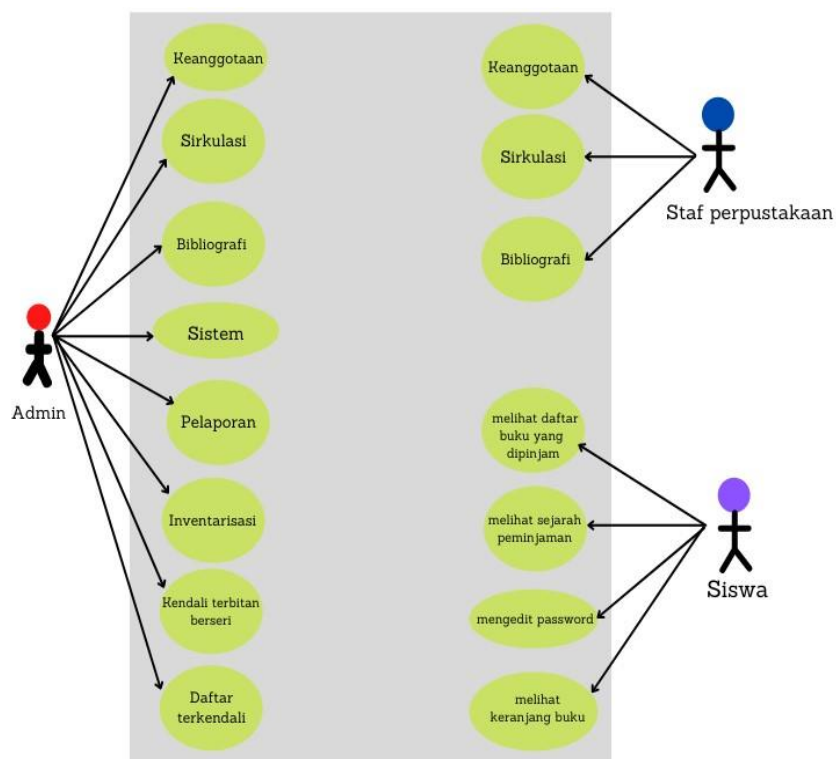 Keanggotaan
Sirkulasi
Bibliografi
Sistem
Pelaporan
Inventarisasi
Kendali terbitan
berseri
Daftar
terkendali
Admin
Keanggotaan
Sirkulasi
Bibliografi
Staf perpustakaan
melihat daftar
buku yang
dipinjam
melihat sejarah
peminjaman
mengedit password
melihat
keranjang buku
Siswa